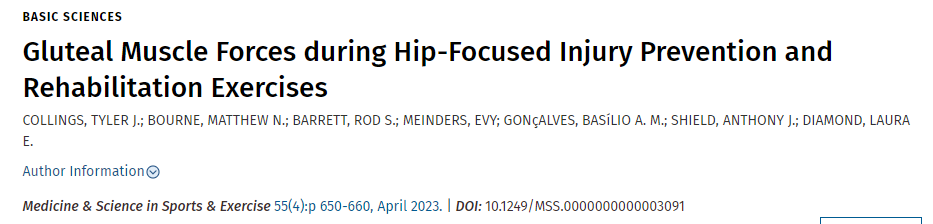 BASIC SCIENCES
Gluteal Muscle Forces during Hip-Focused Injury Prevention and
Rehabilitation Exercises
COLLINGS, TYLER J.; BOURNE, MATTHEW N.; BARRETT, ROD S.; MEINDERS, EVY; GONçALVES, BASíLIO A. M.; SHIELD, ANTHONY J.; DIAMOND, LAURA
E.
Author Information
Medicine & Science in Sports & Exercise 55(4):p 650-660, April 2023. | DOI: 10.1249/MSS.0000000000003091